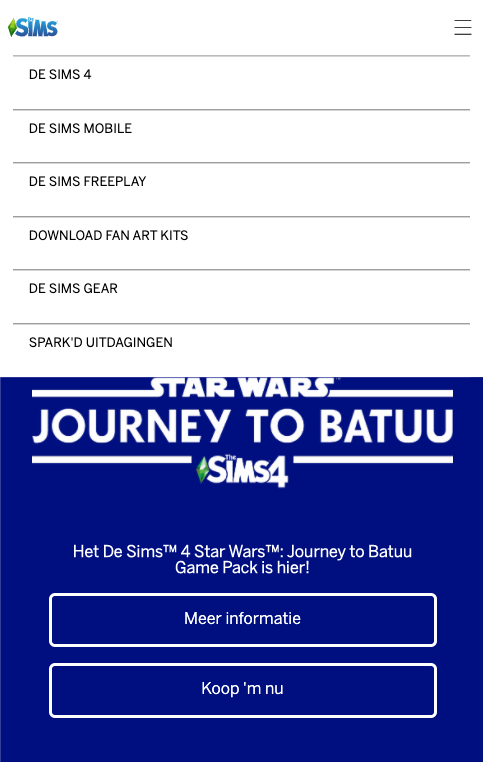 The SiMS
DE SIMS 4
DE SIMS MOBILE
DE SIMS FREEPLAY
DOWNLOAD FAN ART KITS
DE SIMS GEAR
SPARK'D UITDAGINGEN
STAR WARS
JOURNEY TO BATUU
The SiMS4
Het De Sims™ 4 Star Wars™: Journey to Batuu
Game Pack is hier!
Meer informatie
Koop 'm nu